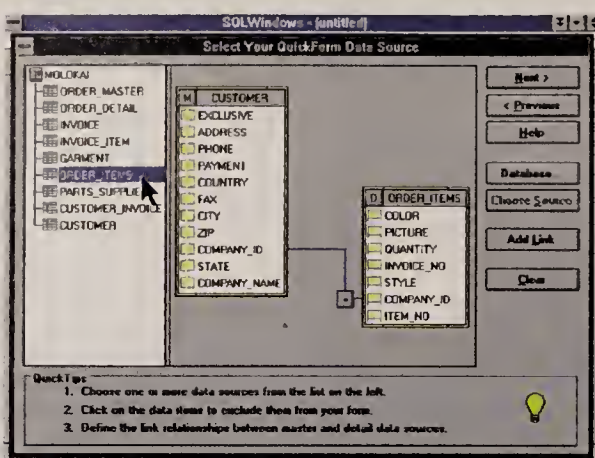 SQLWindows - (untitled)
Select Your QuickForm Data Source
MOLOKAI
ORDER_MASTER
ORDER_DETAIL
INVOICE
INVOICE_ITEM
GARMENT
ORDER_ITEMS
PARTS_SUPPLIE
CUSTOMER_INVOICE
CUSTOMER
M CUSTOMER
EXCLUSIVE
ADDRESS
PHONE
PAYMENT
COUNTRY
FAX
CITY
ZIP
COMPANY_ID
STATE
COMPANY_NAME
D ORDER_ITEMS
COLOR
PICTURE
QUANTITY
INVOICE_NO
STYLE
COMPANY_ID
ITEM_NO
=
Next >
< Previous
Help
Database...
Choose Source
Add Link
Clear
QuickTips
1. Choose one or more data sources from the list on the left.
2. Click on the data items to exclude them from your form.
3. Define the link relationships between master and detail data sources.